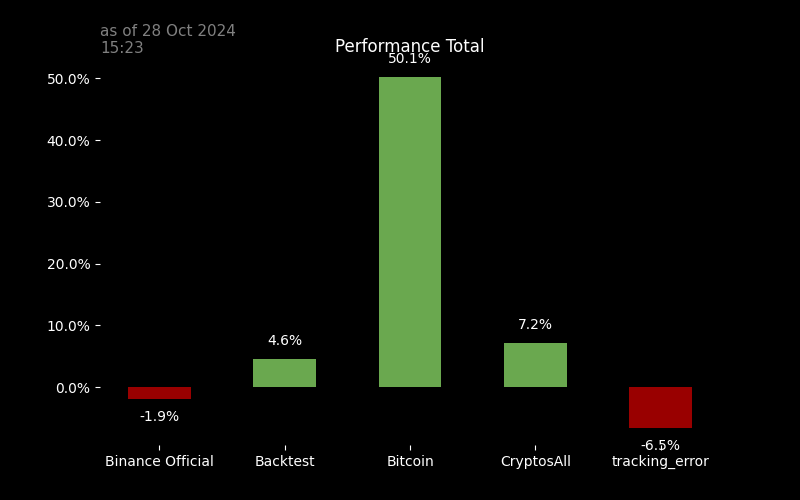 as of 28 Oct 2024
15:23
Performance Total
50.1%
50.0%
40.0%
30.0%
20.0%
10.0%
0.0%
4.6%
7.2%
-1.9%
-6.5%
Binance Official
Backtest
Bitcoin
CryptosAll
tracking_error